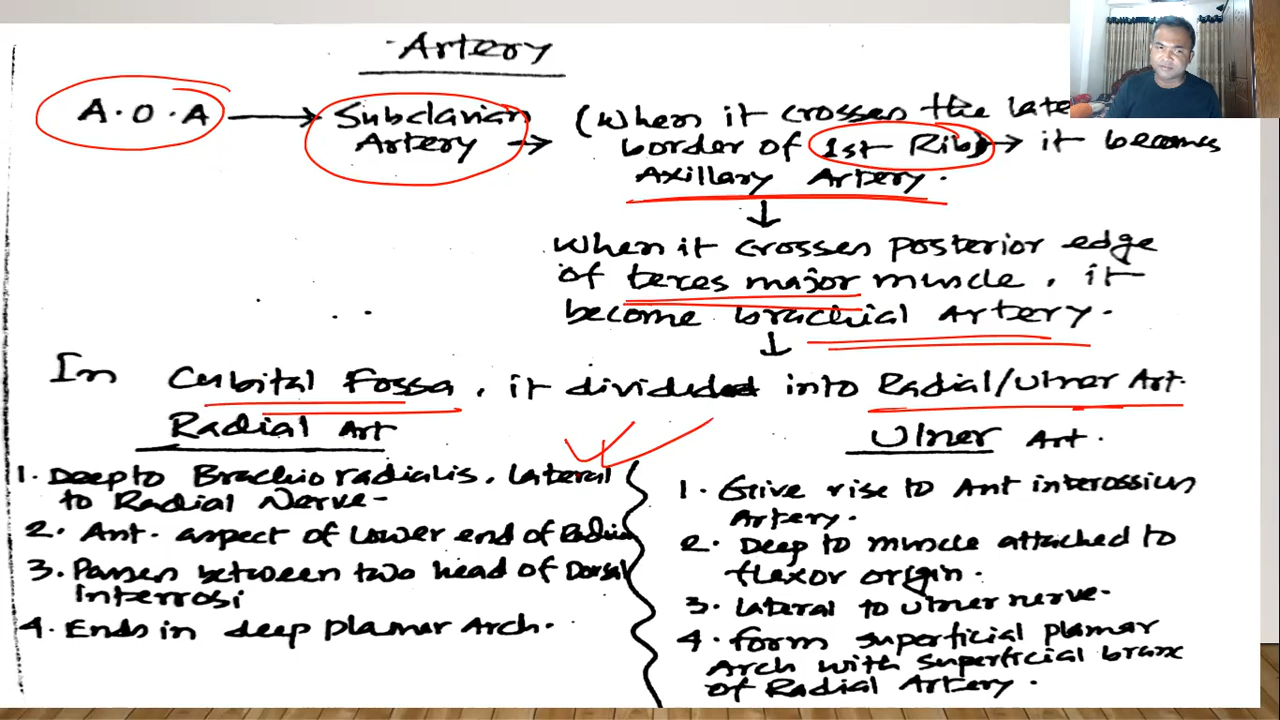 Artery
A.O.A → Subclavian Artery → (When it crosses the late
border of 1st Rib) → it becomes
Axillary Artery.
↓
When it crosses posterior edge
of teres major muscle, it
become brachial Artery.
↓
In Cubital Fossa, it divided into Radial/Ulner Art.
Radial Art
1. Deep to Brachio radialis, lateral
to Radial Nerve-
2. Ant. aspect of Lower end of Radius
3. Passes between two head of Dorsal
interrosi
4. Ends in deep plamar Arch.
Ulner Art.
1. Give rise to Ant interossius
Artery.
2. Deep to muscle attached to
flexor origin.
3. lateral to ulner nerve.
4. form superficial plamar
Arch with superficial branc
of Radial Artery.